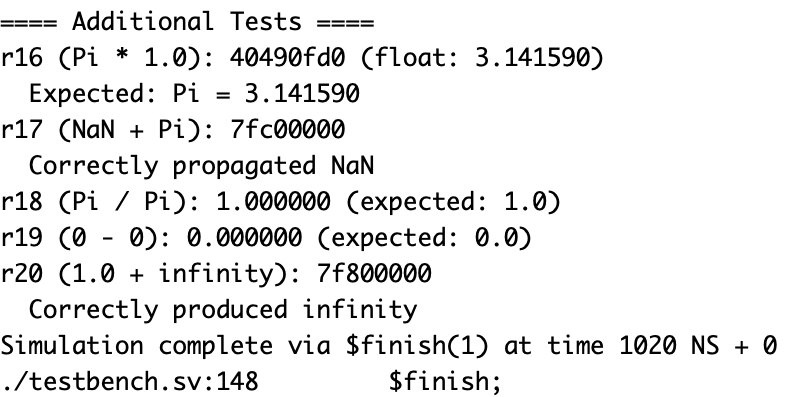 ==== Additional Tests ====
r16 (Pi * 1.0): 40490fd0 (float: 3.141590)
  Expected: Pi = 3.141590
r17 (NaN + Pi): 7fc00000
  Correctly propagated NaN
r18 (Pi / Pi): 1.000000 (expected: 1.0)
r19 (0 - 0): 0.000000 (expected: 0.0)
r20 (1.0 + infinity): 7f800000
  Correctly produced infinity
Simulation complete via $finish(1) at time 1020 NS + 0
./testbench.sv:148         $finish;